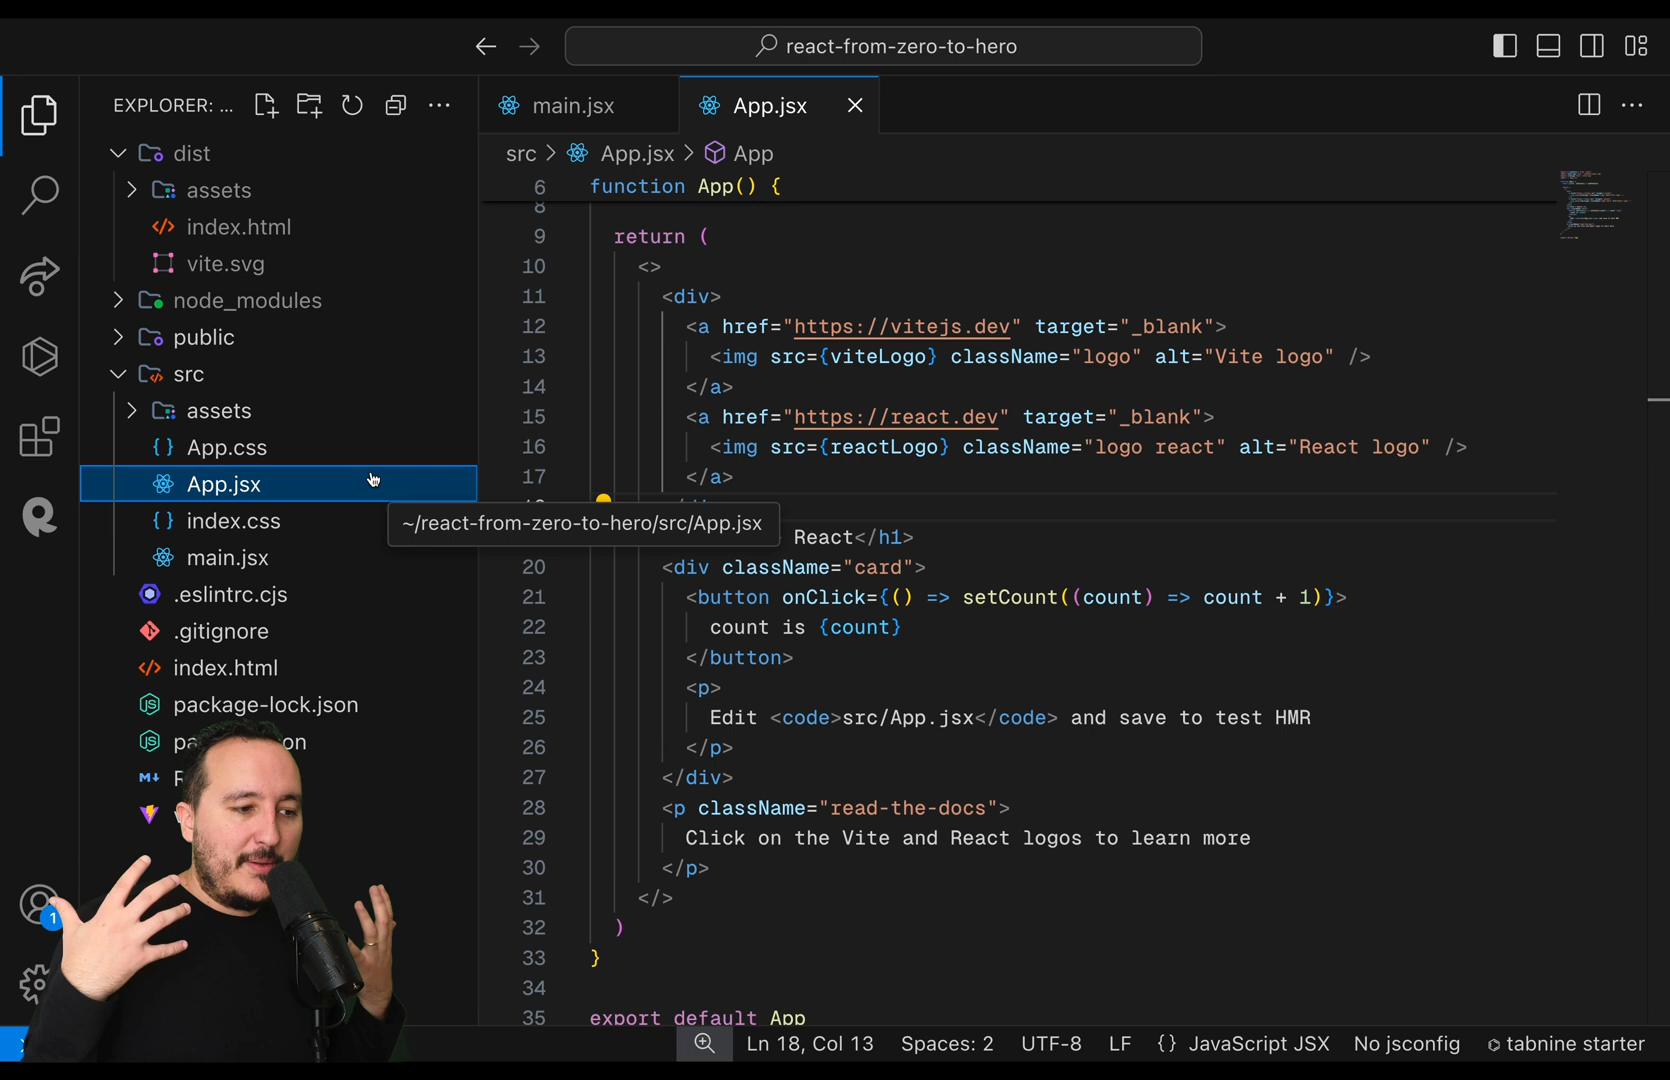 react-from-zero-to-hero
EXPLORER: ...
main.jsx
App.jsx
src > App.jsx > App
dist
assets
index.html
vite.svg
node_modules
public
src
assets
App.css
App.jsx
index.css
main.jsx
.eslintrc.cjs
.gitignore
index.html
package-lock.json
1
6 function App() {
8
9 return (
10 <>
11 <div>
12 <a href="https://vitejs.dev" target="_blank">
13 <img src={viteLogo} className="logo" alt="Vite logo" />
14 </a>
15 <a href="https://react.dev" target="_blank">
16 <img src={reactLogo} className="logo react" alt="React logo" />
17 </a>
~/react-from-zero-to-hero/src/App.jsx
React</h1>
20 <div className="card">
21 <button onClick={() => setCount((count) => count + 1)}>
22 count is {count}
23 </button>
24 <p>
25 Edit <code>src/App.jsx</code> and save to test HMR
26 </p>
27 </div>
28 <p className="read-the-docs">
29 Click on the Vite and React logos to learn more
30 </p>
31 </>
32 )
33 }
34
35 export default App
Ln 18, Col 13 Spaces: 2 UTF-8 LF {} JavaScript JSX No jsconfig tabnine starter